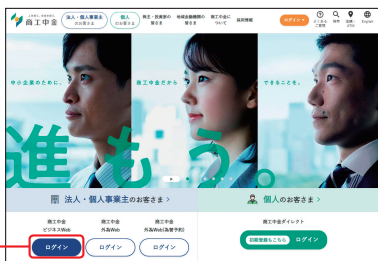 商工中金
法人・個人事業主
のお客さま
個人
のお客さま
株主・投資家の
皆さま
地域金融機関の
皆さま
商工中金に
ついて
採用情報
ログイン
よくある
ご質問
検索
店舗・
ATM
English
中小企業のために。
商工中金だから
できることを。
進もう。
法人・個人事業主のお客さま >
個人のお客さま >
商工中金
ビジネスWeb
商工中金
外為Web
商工中金
外為Web(為替予約)
商工中金ダイレクト
ログイン
ログイン
ログイン
初期登録もこちら ログイン